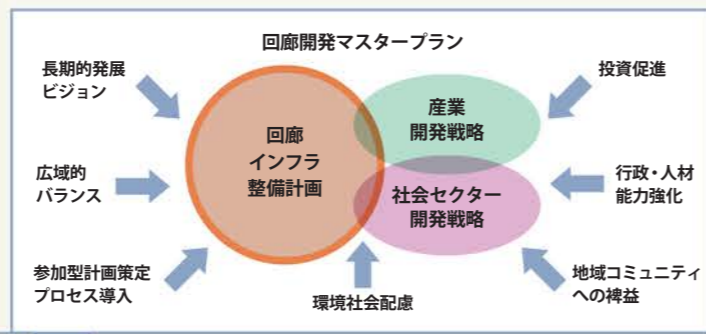 回廊開発マスタープラン
長期的発展
ビジョン
広域的
バランス
参加型計画策定
プロセス導入
回廊
インフラ
整備計画
産業
開発戦略
社会セクター
開発戦略
環境社会配慮
投資促進
行政・人材
能力強化
地域コミュニティ
への裨益